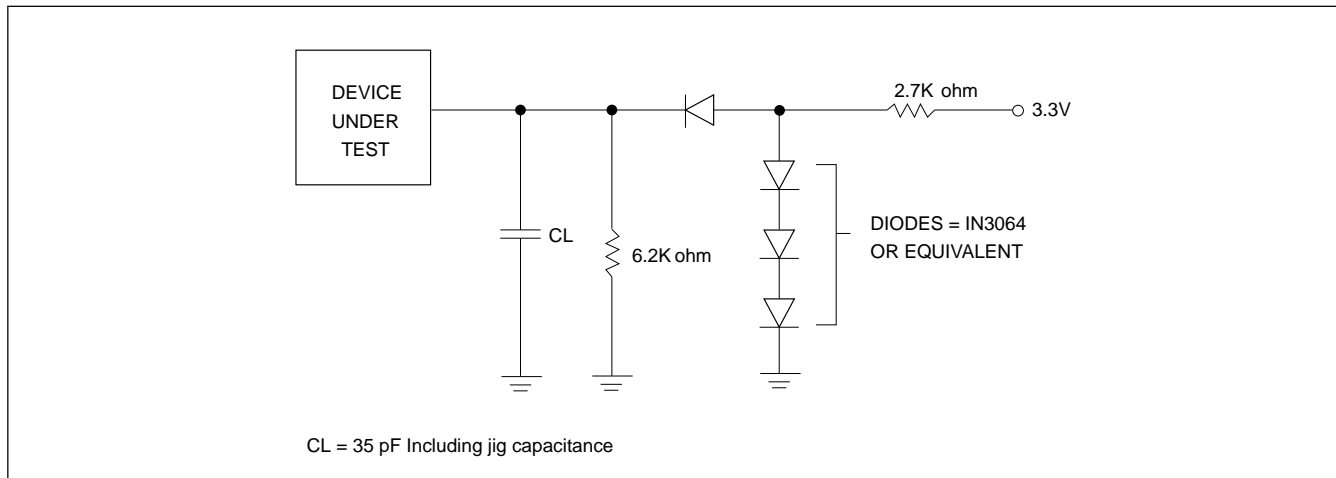 DEVICE
UNDER
TEST
2.7K ohm
3.3V
CL
6.2K ohm
DIODES = IN3064
OR EQUIVALENT
CL = 35 pF Including jig capacitance